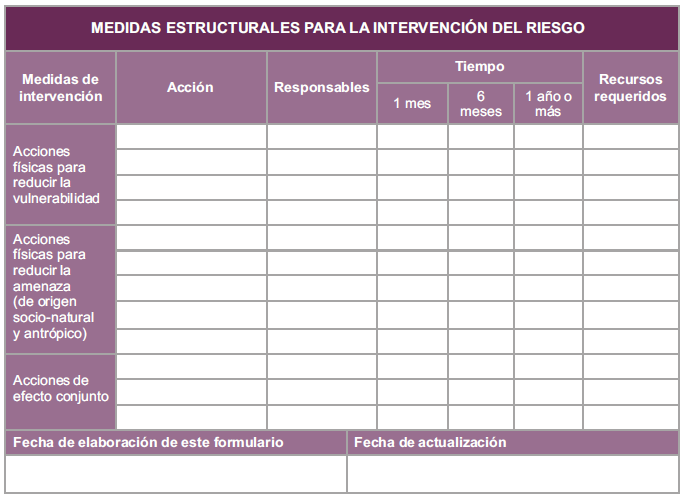 MEDIDAS ESTRUCTURALES PARA LA INTERVENCIÓN DEL RIESGO
Medidas de
intervención
Acción
Responsables
Tiempo
1 mes
6
meses
1 año o
más
Recursos
requeridos
Acciones
físicas para
reducir la
vulnerabilidad
Acciones
físicas para
reducir la
amenaza
(de origen
socio-natural
y antrópico)
Acciones de
efecto conjunto
Fecha de elaboración de este formulario
Fecha de actualización